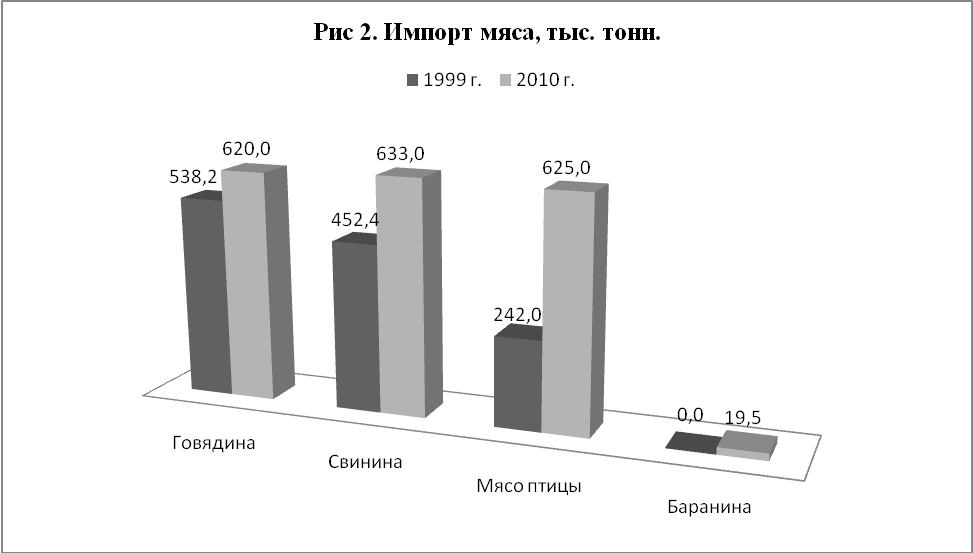 Рис 2. Импорт мяса, тыс. тонн.
1999 г. 2010 г.
538,2 620,0
452,4 633,0
242,0 625,0
0,0 19,5
Говядина
Свинина
Мясо птицы
Баранина